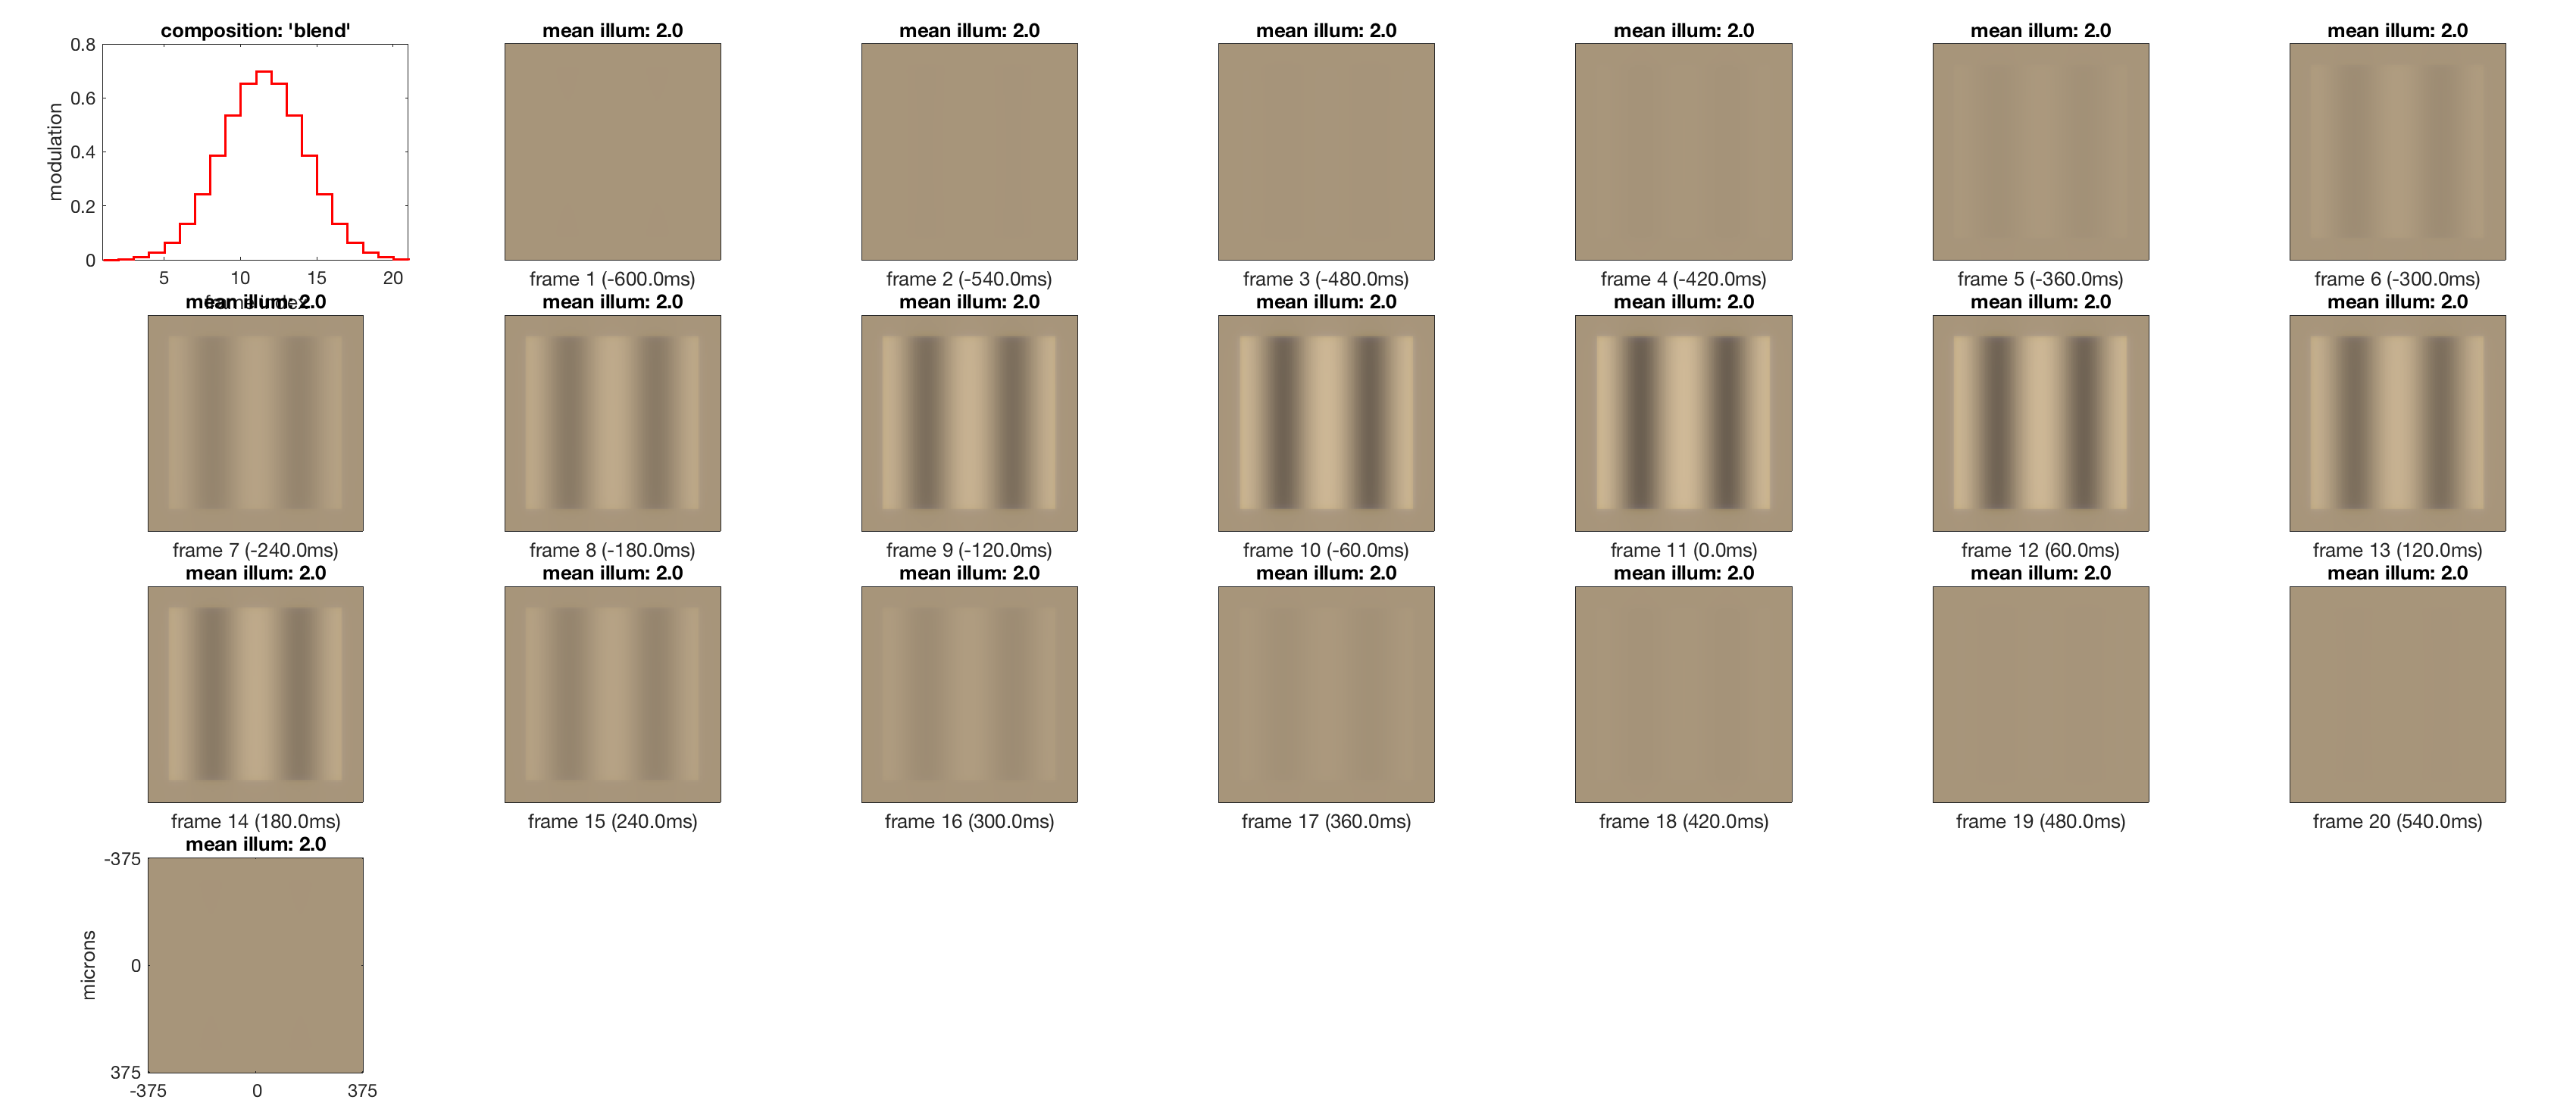 composition: 'blend'
mean illum: 2.0
mean illum: 2.0
mean illum: 2.0
mean illum: 2.0
mean illum: 2.0
mean illum: 2.0
modulation
0.8
0.6
0.4
0.2
0
5 10 15 20
frame index
frame 1 (-600.0ms)
frame 2 (-540.0ms)
frame 3 (-480.0ms)
frame 4 (-420.0ms)
frame 5 (-360.0ms)
frame 6 (-300.0ms)
mean illum: 2.0
mean illum: 2.0
mean illum: 2.0
mean illum: 2.0
mean illum: 2.0
mean illum: 2.0
mean illum: 2.0
frame 7 (-240.0ms)
frame 8 (-180.0ms)
frame 9 (-120.0ms)
frame 10 (-60.0ms)
frame 11 (0.0ms)
frame 12 (60.0ms)
frame 13 (120.0ms)
mean illum: 2.0
mean illum: 2.0
mean illum: 2.0
mean illum: 2.0
mean illum: 2.0
mean illum: 2.0
mean illum: 2.0
frame 14 (180.0ms)
frame 15 (240.0ms)
frame 16 (300.0ms)
frame 17 (360.0ms)
frame 18 (420.0ms)
frame 19 (480.0ms)
frame 20 (540.0ms)
mean illum: 2.0
microns
-375
0
375
-375 0 375